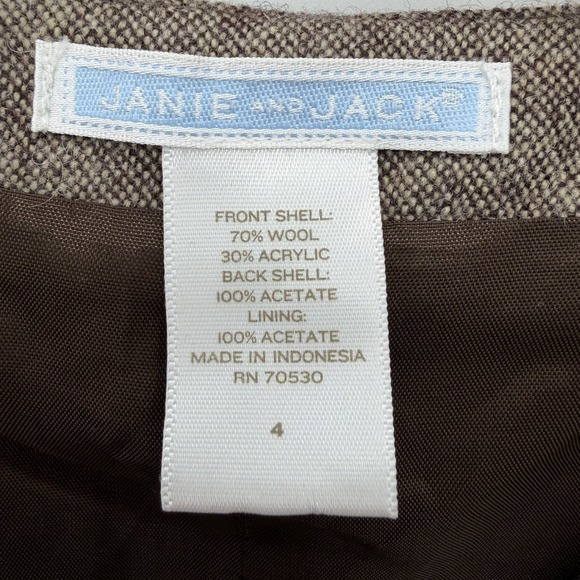 JANIE AND JACK®
FRONT SHELL:
70% WOOL
30% ACRYLIC
BACK SHELL:
100% ACETATE
LINING:
100% ACETATE
MADE IN INDONESIA
RN 70530
4